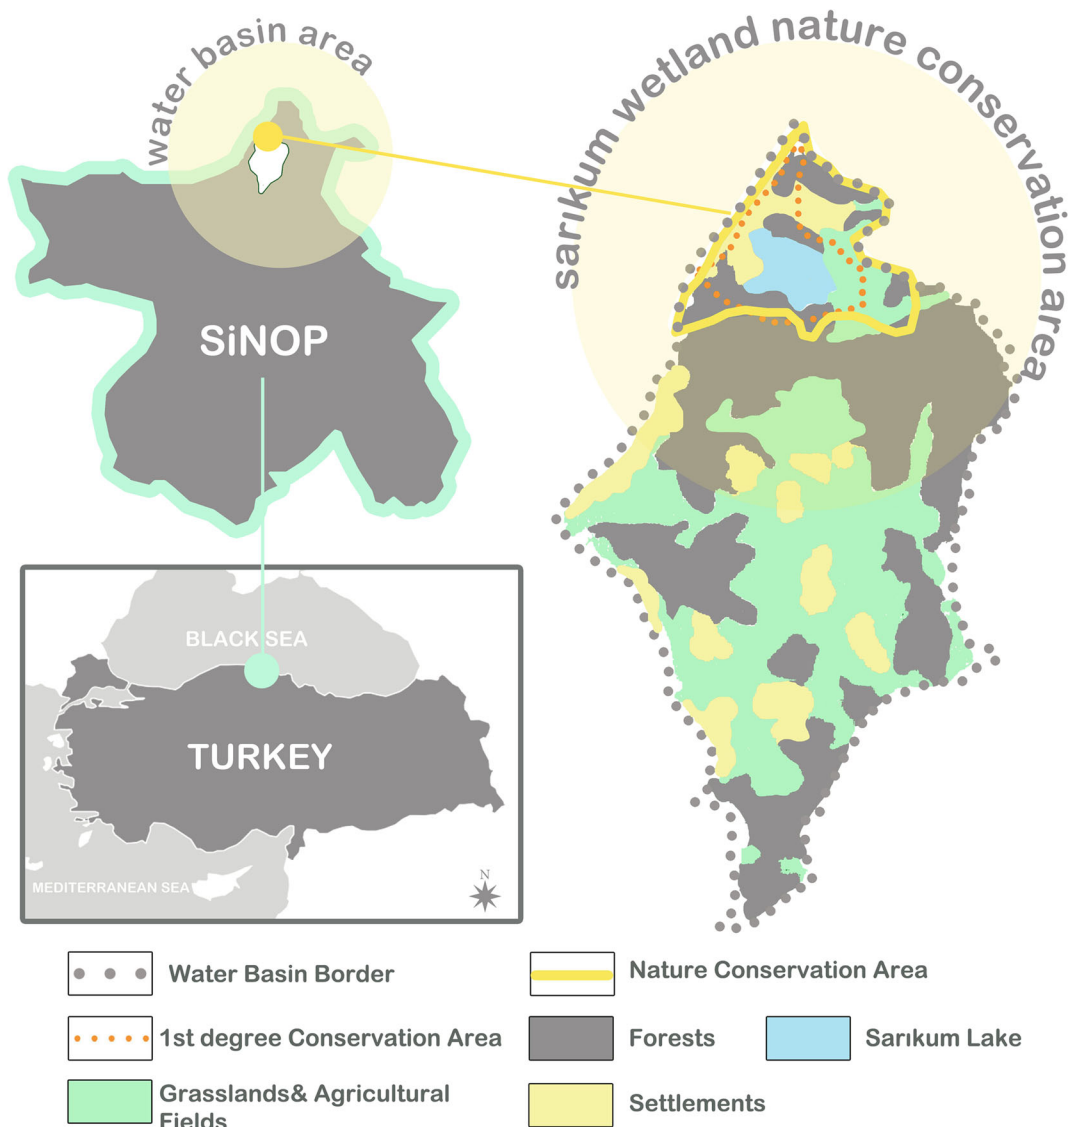 water basin area
sarıkum wetland nature conservation area
SiNOP
BLACK SEA
TURKEY
MEDITERRANEAN SEA
N
Water Basin Border
Nature Conservation Area
1st degree Conservation Area
Forests
Sarıkum Lake
Grasslands& Agricultural
Fields
Settlements